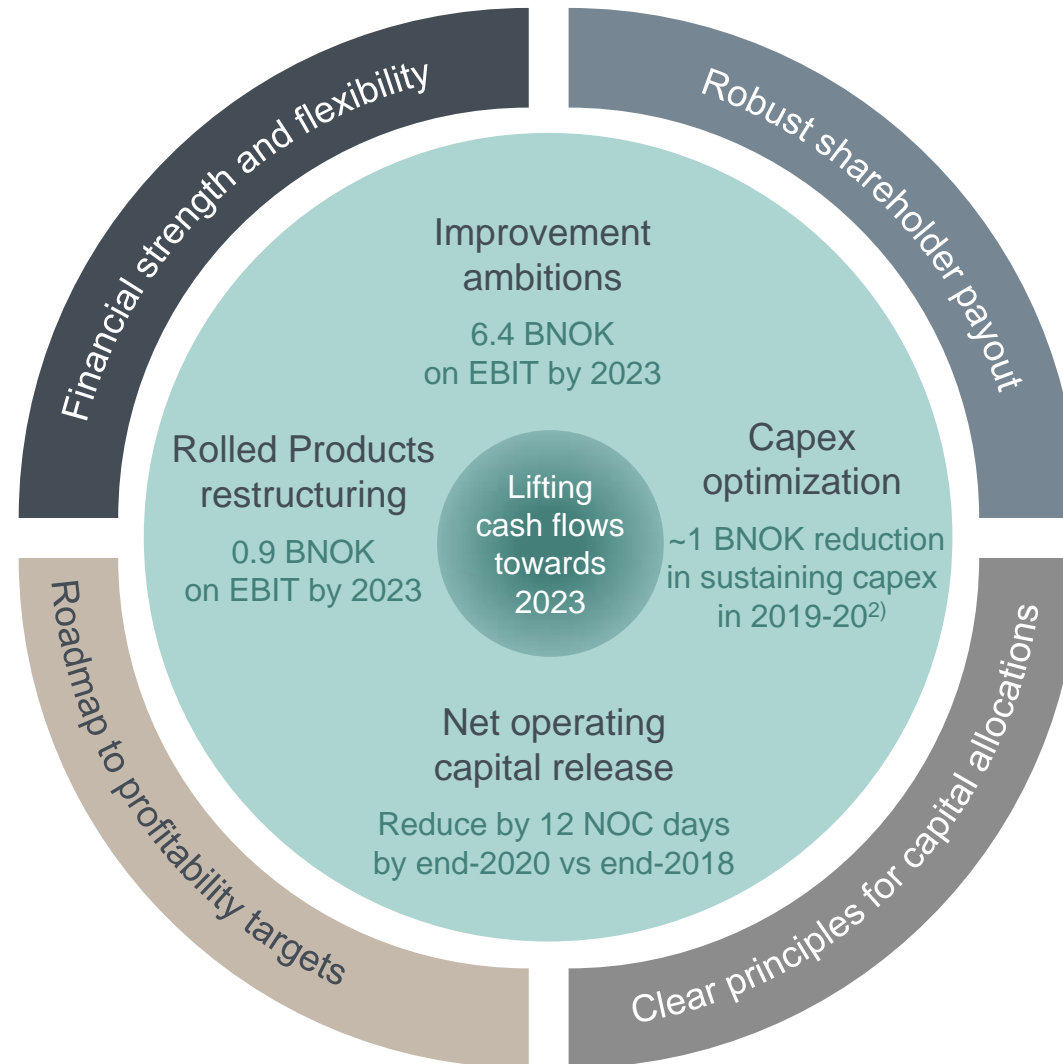 Financial strength and flexibility
Robust shareholder payout
Improvement
ambitions
6.4 BNOK
on EBIT by 2023
Rolled Products
restructuring
0.9 BNOK
on EBIT by 2023
Lifting
cash flows
towards
2023
Capex
optimization
~1 BNOK reduction
in sustaining capex
in 2019-20²⁾
Net operating
capital release
Reduce by 12 NOC days
by end-2020 vs end-2018
Roadmap to profitability targets
Clear principles for capital allocations